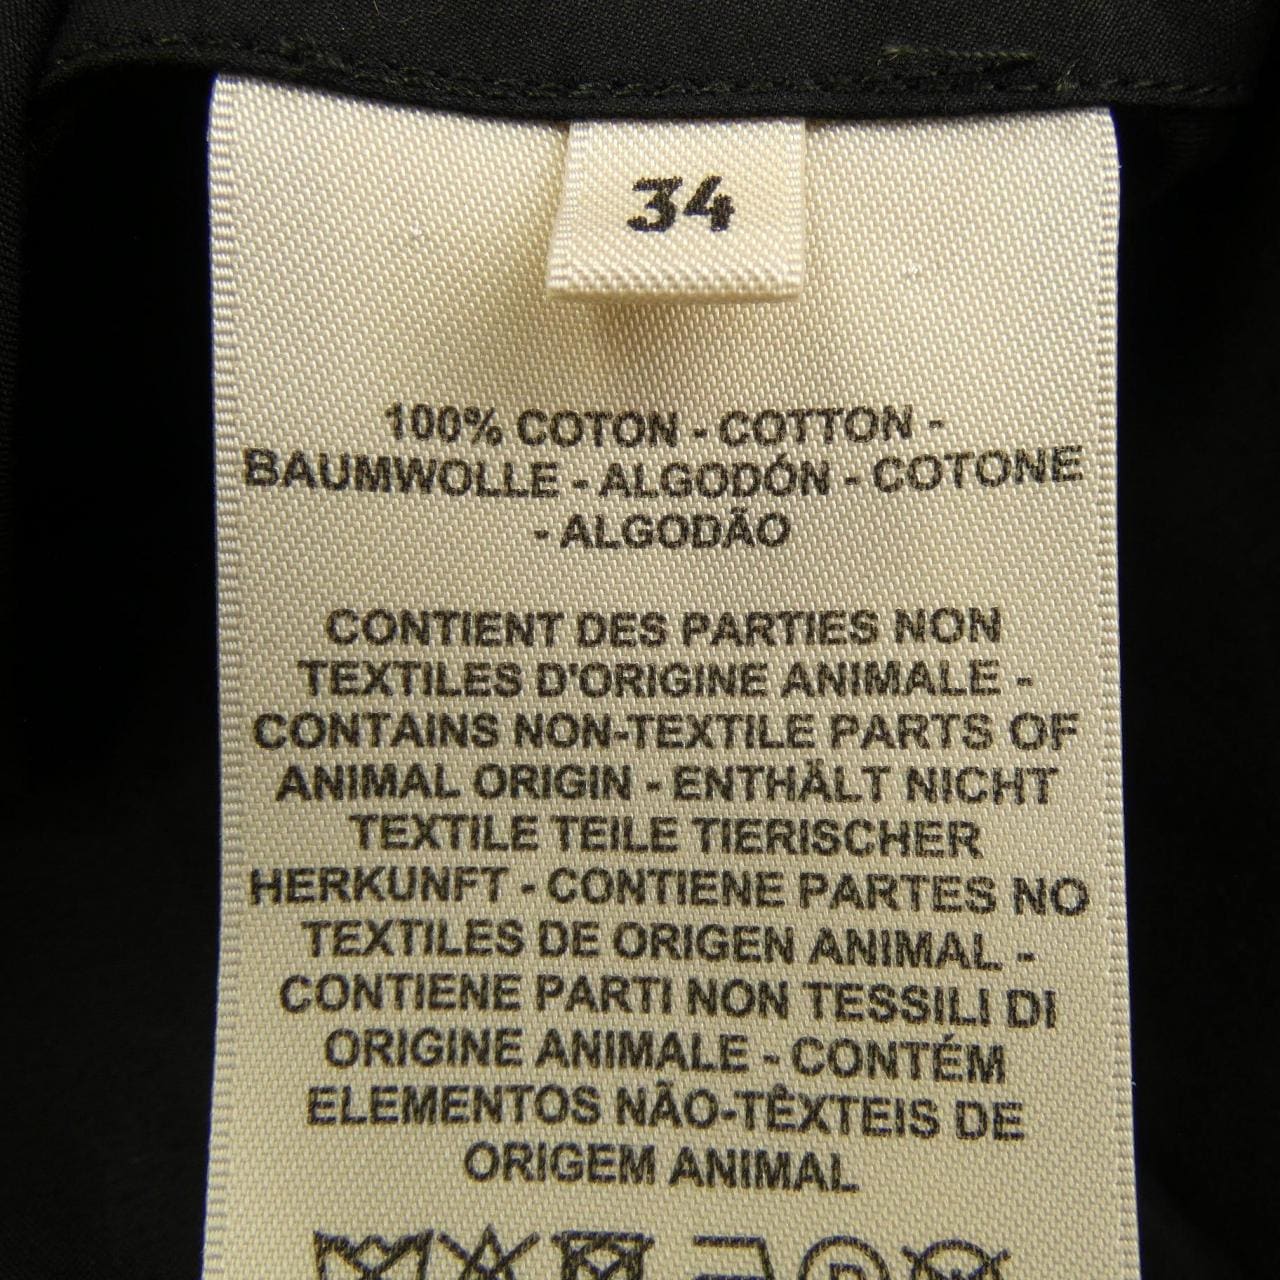 34
100% COTON - COTTON -
BAUMWOLLE - ALGODÓN - COTONE
- ALGODÃO
CONTIENT DES PARTIES NON
TEXTILES D'ORIGINE ANIMALE -
CONTAINS NON-TEXTILE PARTS OF
ANIMAL ORIGIN - ENTHÄLT NICHT
TEXTILE TEILE TIERISCHER
HERKUNFT - CONTIENE PARTES NO
TEXTILES DE ORIGEN ANIMAL -
CONTIENE PARTI NON TESSILI DI
ORIGINE ANIMALE - CONTÉM
ELEMENTOS NÃO-TÊXTEIS DE
ORIGEM ANIMAL